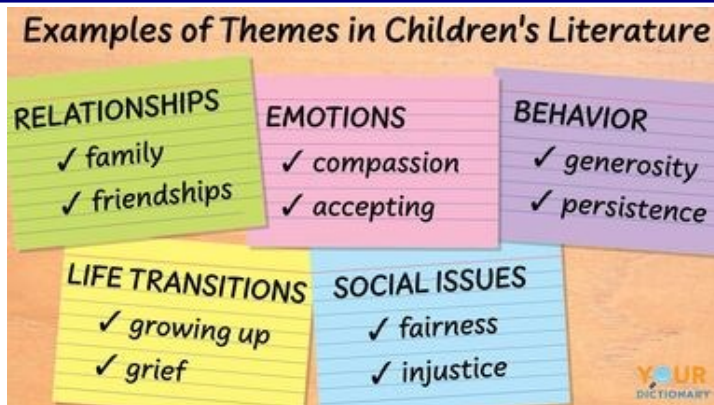 Examples of Themes in Children's Literature
RELATIONSHIPS
✓ family
✓ friendships
EMOTIONS
✓ compassion
✓ accepting
BEHAVIOR
✓ generosity
✓ persistence
LIFE TRANSITIONS
✓ growing up
✓ grief
SOCIAL ISSUES
✓ fairness
✓ injustice
YOUR
DICTIONARY